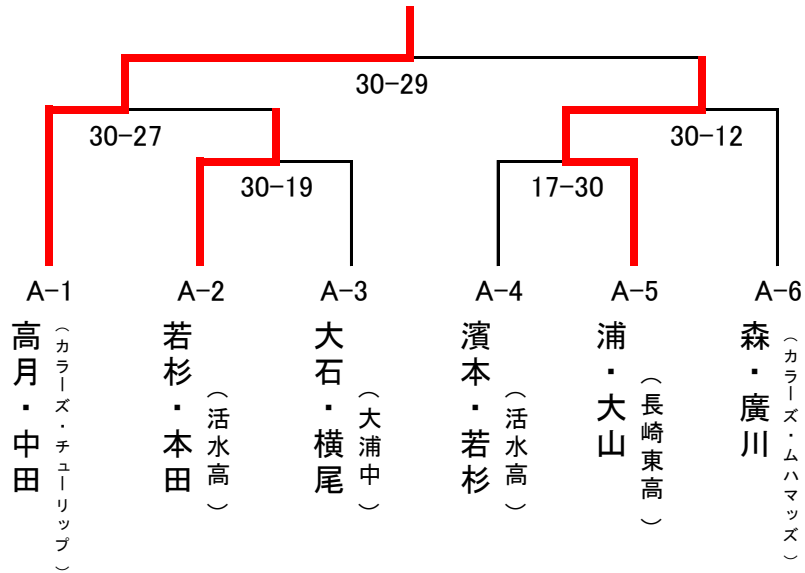 30-29
30-27
30-12
30-19
17-30
A-1
A-2
A-3
A-4
A-5
A-6
高月・中田
(カラーズ・チューリップ)
若杉・本田
(活水高)
大石・横尾
(大浦中)
濱本・若杉
(活水高)
浦・大山
(長崎東高)
森・廣川
(カラーズ・ムハマッズ)